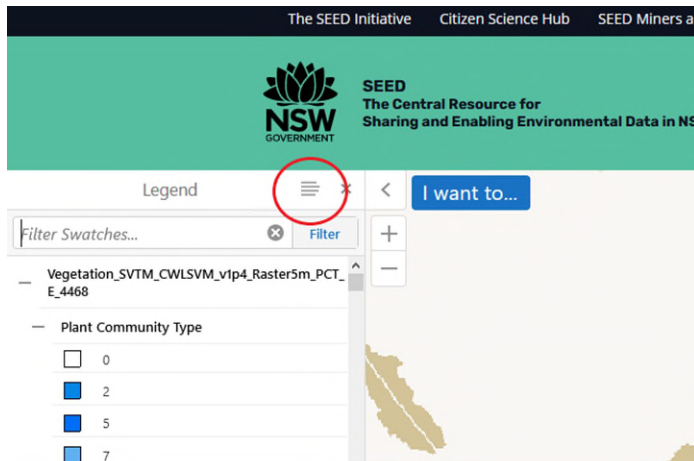 The SEED Initiative Citizen Science Hub SEED Miners a
NSW
GOVERNMENT
SEED
The Central Resource for
Sharing and Enabling Environmental Data in NS
Legend
I want to...
Filter Swatches...
Filter
Vegetation_SVTM_CWLSVM_v1p4_Raster5m_PCT_
E_4468
Plant Community Type
0
2
5
7